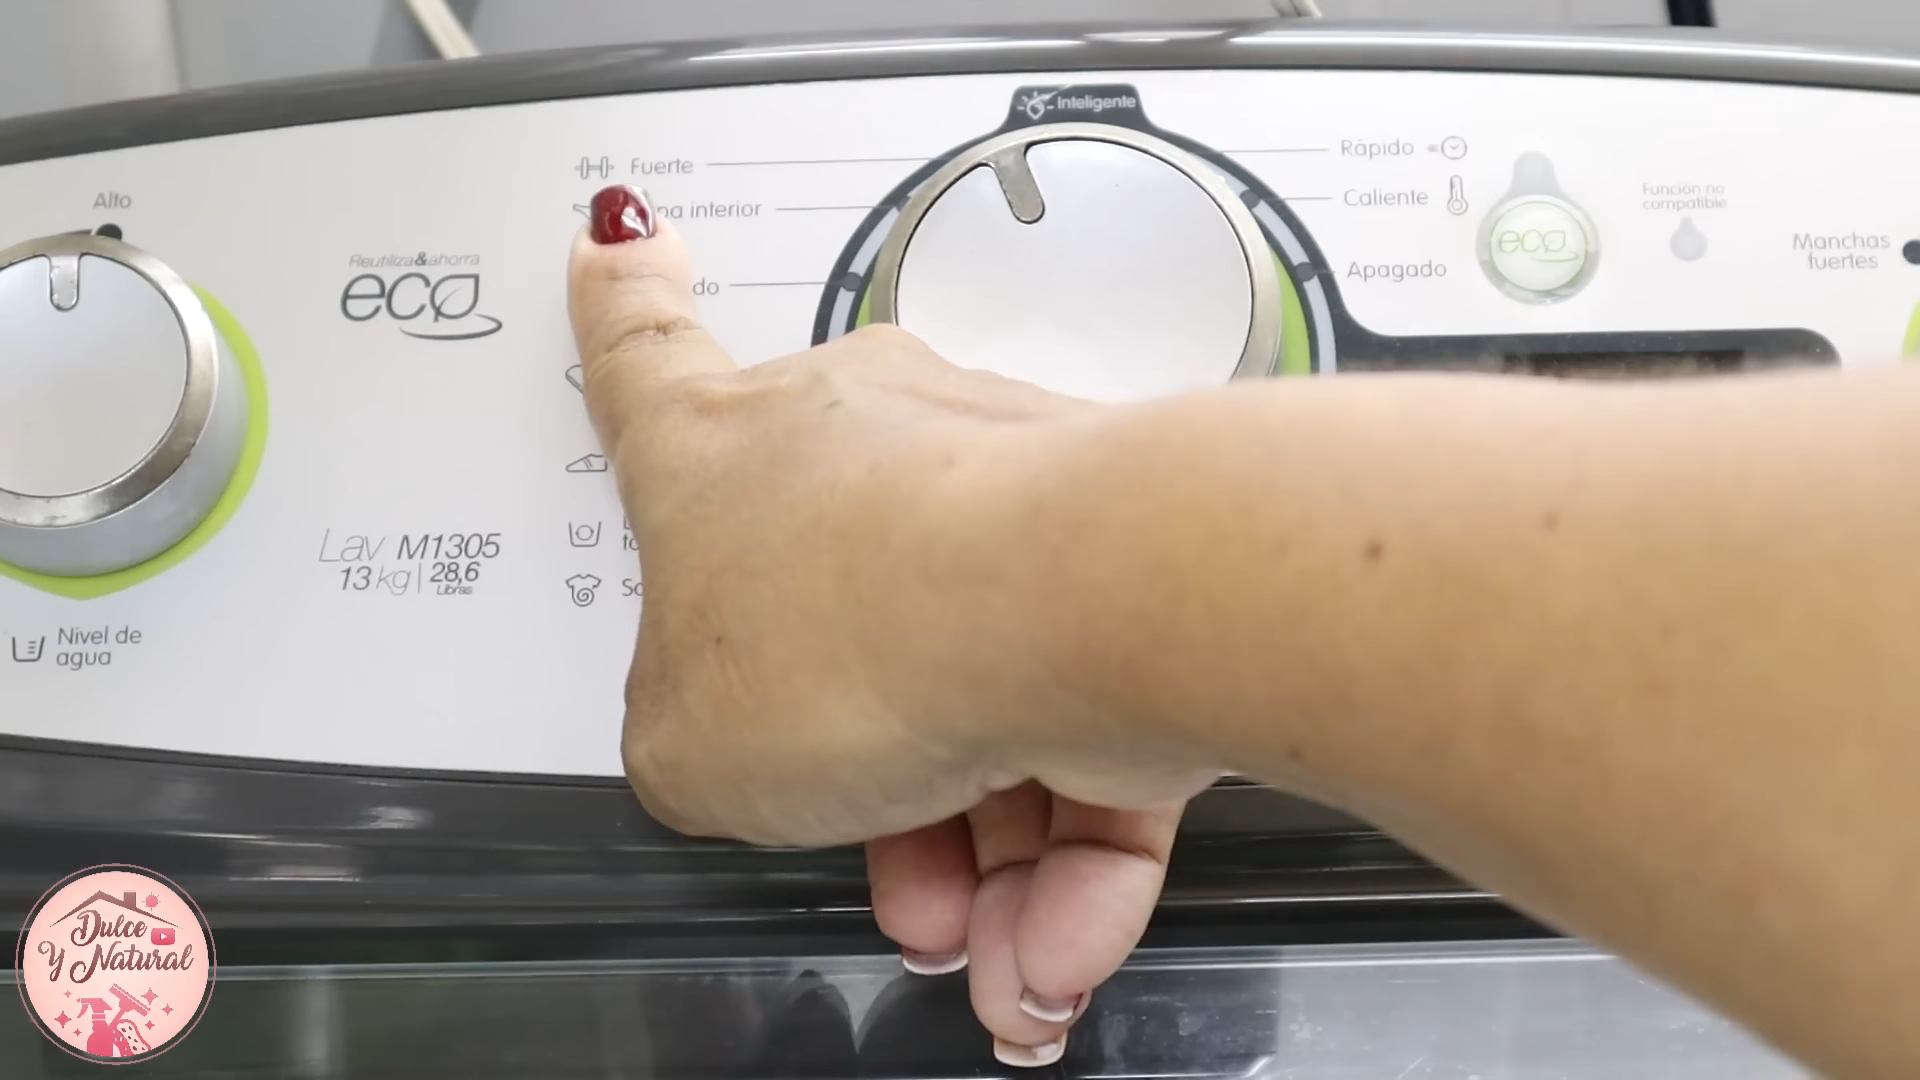 Inteligente
Fuerte
interior
Rápido
Caliente
Apagado
Alto
Reutiliza&ahorra
eco
eco
Función no
compatible
Manchas
fuertes
Lav M1305
13 kg | 28,6
Libras
Nivel de
agua
Dulce
Y Natural